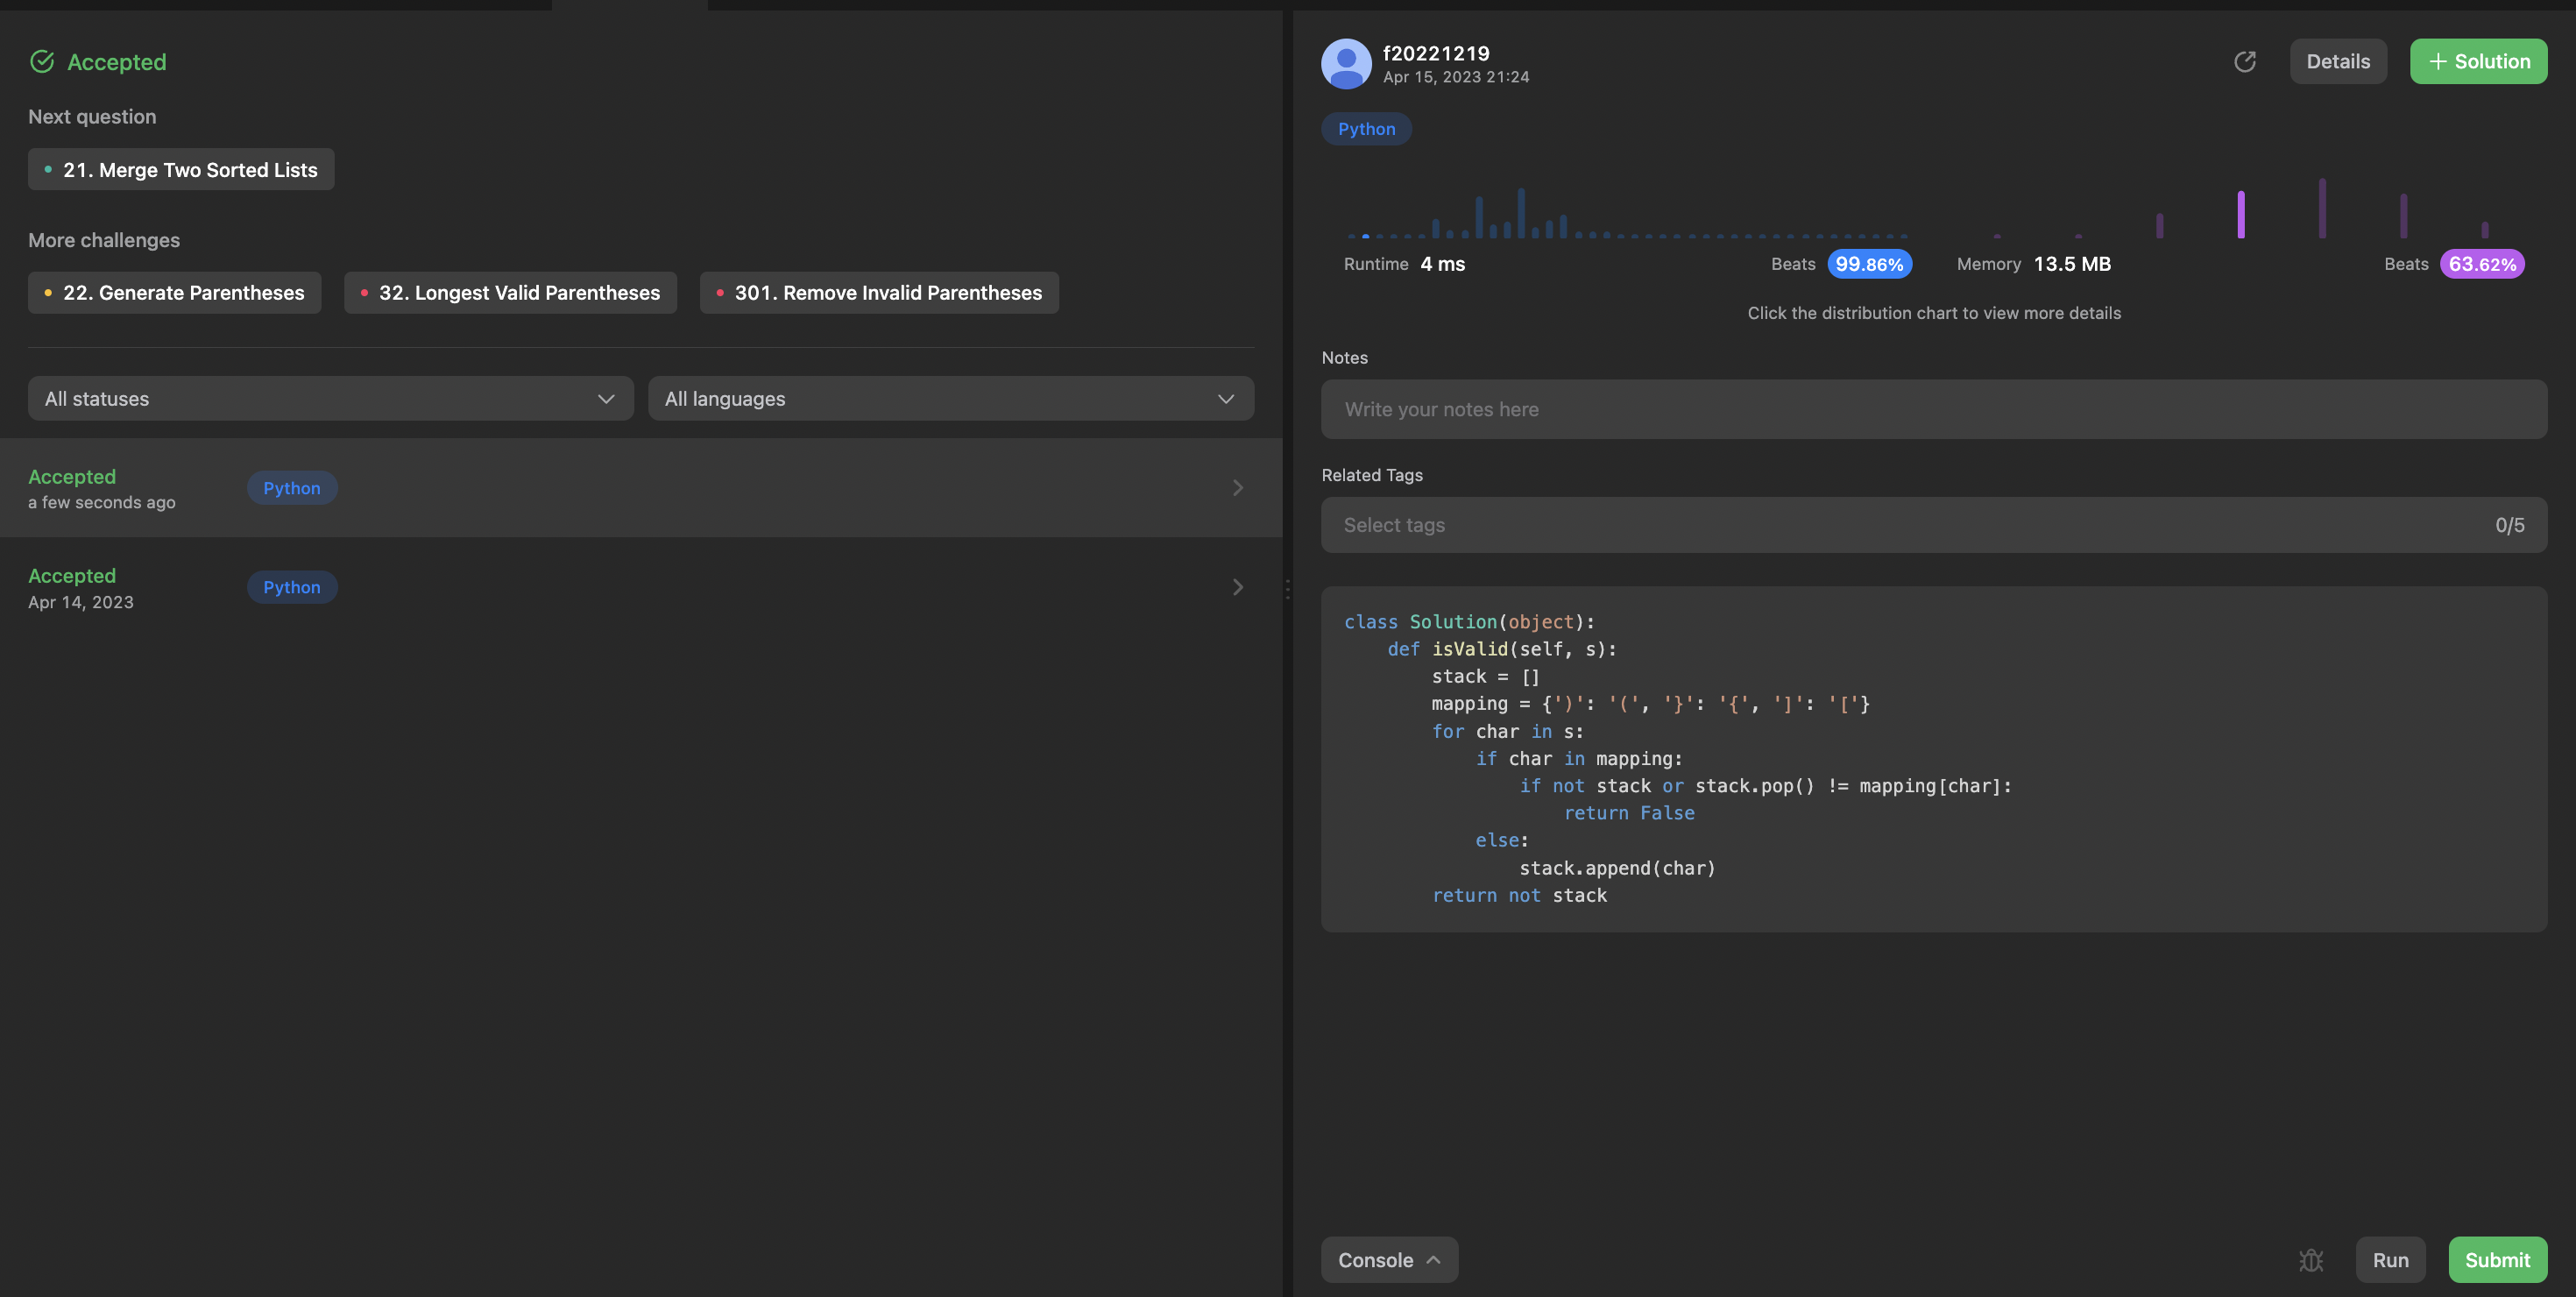 Accepted
Next question
21. Merge Two Sorted Lists
More challenges
22. Generate Parentheses
32. Longest Valid Parentheses
301. Remove Invalid Parentheses
All statuses
All languages
Accepted
a few seconds ago
Python
Accepted
Apr 14, 2023
Python
f20221219
Apr 15, 2023 21:24
Details
+ Solution
Python
Runtime 4 ms
Beats 99.86%
Memory 13.5 MB
Beats 63.62%
Click the distribution chart to view more details
Notes
Write your notes here
Related Tags
Select tags
0/5
class Solution(object):
    def isValid(self, s):
        stack = []
        mapping = {')': '(', '}': '{', ']': '['}
        for char in s:
            if char in mapping:
                if not stack or stack.pop() != mapping[char]:
                    return False
            else:
                stack.append(char)
        return not stack
Console
Run
Submit